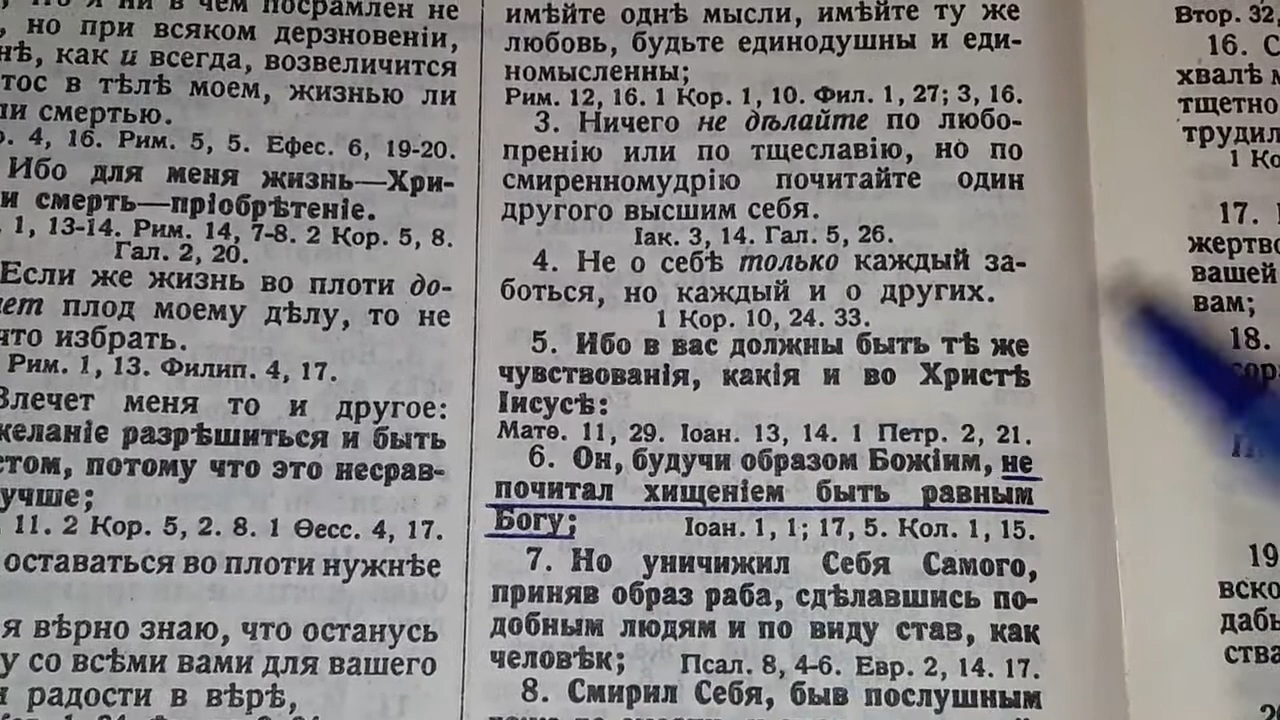 ни в чем посрамлен не
но при всяком дерзновеніи,
как и всегда, возвеличится
в тѣлѣ моем, жизнью ли
смертью.
4, 16. Рим. 5, 5. Ефес. 6, 19-20.
Ибо для меня жизнь—Хри-
и смерть—пріобрѣтеніе.
1, 13-14. Рим. 14, 7-8. 2 Кор. 5, 8.
Гал. 2, 20.
Если же жизнь во плоти до-
плод моему дѣлу, то не
что избрать.
Рим. 1, 13. Филип. 4, 17.
Влечет меня то и другое:
желаніе разрѣшиться и быть
потому что это несрав-
11. 2 Кор. 5, 2. 8. 1 Ѳесс. 4, 17.
оставаться во плоти нужнѣе
я вѣрно знаю, что останусь
со всѣми вами для вашего
радости в вѣрѣ,
имѣйте однѣ мысли, имѣйте ту же
любовь, будьте единодушны и еди-
номысленны;
Рим. 12, 16. 1 Кор. 1, 10. Фил. 1, 27; 3, 16.
3. Ничего не дѣлайте по любо-
пренію или по тщеславію, но по
смиренномудрію почитайте один
другого высшим себя.
Іак. 3, 14. Гал. 5, 26.
4. Не о себѣ только каждый за-
боться, но каждый и о других.
1 Кор. 10, 24. 33.
5. Ибо в вас должны быть тѣ же
чувствованія, какія и во Христѣ
Іисусѣ:
Матѳ. 11, 29. Іоан. 13, 14. 1 Петр. 2, 21.
6. Он, будучи образом Божіим, не
почитал хищеніем быть равным
Богу; Іоан. 1, 1; 17, 5. Кол. 1, 15.
7. Но уничижил Себя Самого,
приняв образ раба, сдѣлавшись по-
добным людям и по виду став, как
человѣк; Псал. 8, 4-6. Евр. 2, 14. 17.
8. Смирил Себя, быв послушным
Втор. 32,
16.
хвалѣ
тщетно
1
17.
вашей
вам;
18.
19